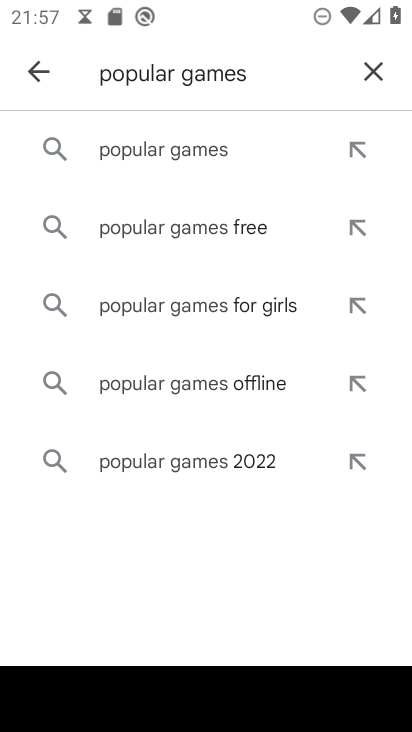 21:57
popular games
popular games
popular games free
popular games for girls
popular games offline
popular games 2022